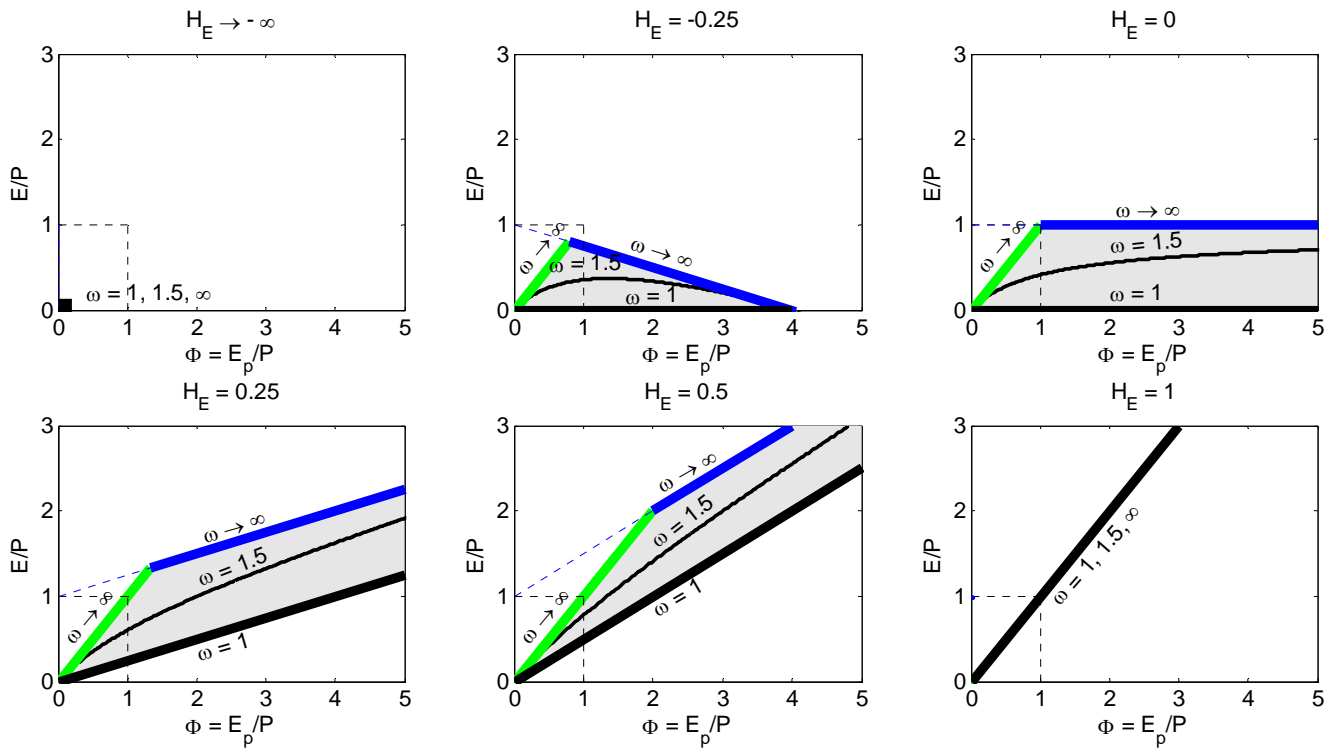 H_E → - ∞
3
2
1
0
E/P
ω = 1, 1.5, ∞
0 1 2 3 4 5
Φ = E_p/P
H_E = -0.25
3
2
1
0
E/P
ω → ∞
ω → ∞
ω = 1.5
ω = 1
0 1 2 3 4 5
Φ = E_p/P
H_E = 0
3
2
1
0
E/P
ω → ∞
ω → ∞
ω = 1.5
ω = 1
0 1 2 3 4 5
Φ = E_p/P
H_E = 0.25
3
2
1
0
E/P
ω → ∞
ω → ∞
ω = 1.5
ω = 1
0 1 2 3 4 5
Φ = E_p/P
H_E = 0.5
3
2
1
0
E/P
ω → ∞
ω → ∞
ω = 1.5
ω = 1
0 1 2 3 4 5
Φ = E_p/P
H_E = 1
3
2
1
0
E/P
ω = 1, 1.5, ∞
0 1 2 3 4 5
Φ = E_p/P